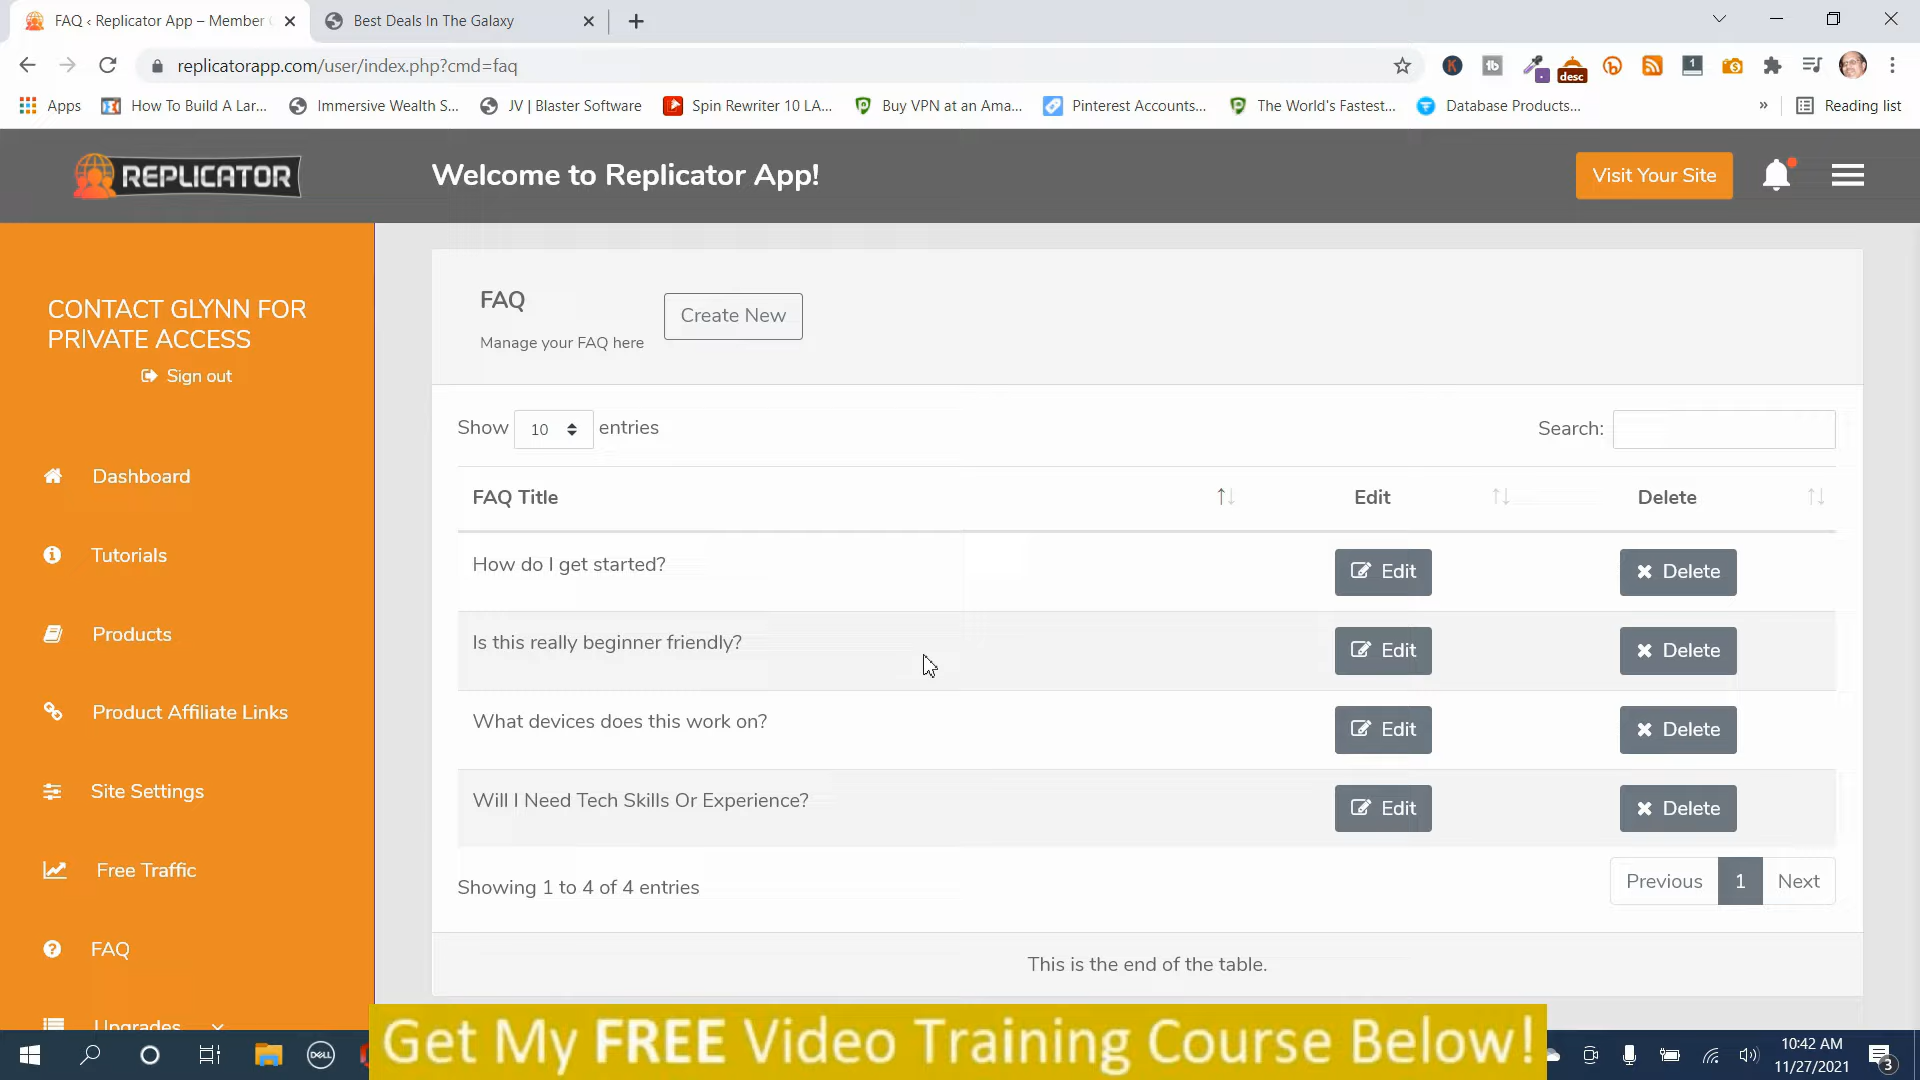 FAQ ‹ Replicator App – Member
Best Deals In The Galaxy
replicatorapp.com/user/index.php?cmd=faq
desc
1
Apps
How To Build A Lar...
Immersive Wealth S...
JV | Blaster Software
Spin Rewriter 10 LA...
Buy VPN at an Ama...
Pinterest Accounts...
The World's Fastest...
Database Products...
»
Reading list
REPLICATOR
Welcome to Replicator App!
Visit Your Site
CONTACT GLYNN FOR
PRIVATE ACCESS
Sign out
Dashboard
Tutorials
Products
Product Affiliate Links
Site Settings
Free Traffic
FAQ
Upgrades
FAQ
Manage your FAQ here
Create New
Show 10 entries
Search:
FAQ Title
Edit
Delete
How do I get started?
Edit
Delete
Is this really beginner friendly?
Edit
Delete
What devices does this work on?
Edit
Delete
Will I Need Tech Skills Or Experience?
Edit
Delete
Showing 1 to 4 of 4 entries
Previous
1
Next
This is the end of the table.
Get My FREE Video Training Course Below!
DELL
10:42 AM
11/27/2021
3